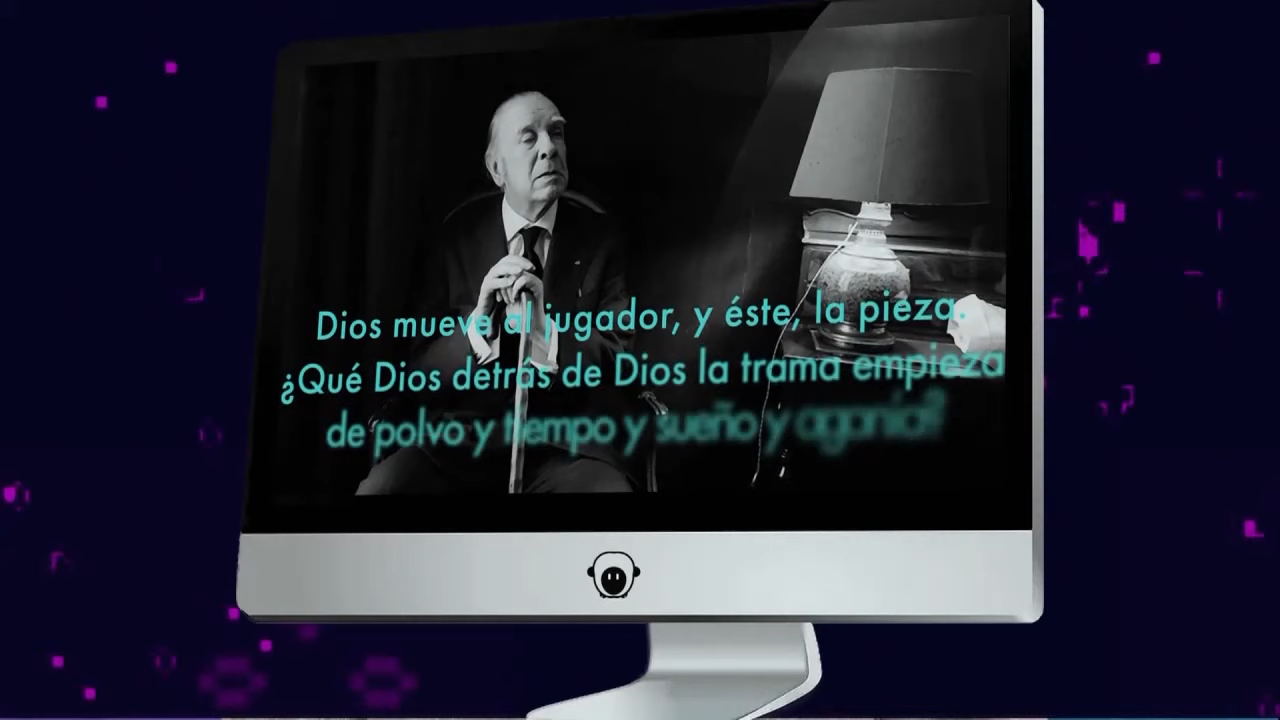 Dios mueve al jugador, y éste, la pieza.
¿Qué Dios detrás de Dios la trama empieza
de polvo y tiempo y sueño y agonía?